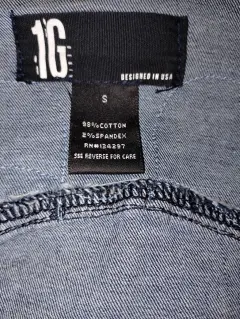 1G
DESIGNED IN USA
S
98%COTTON
2%SPANDEX
RN#134297
SEE REVERSE FOR CARE